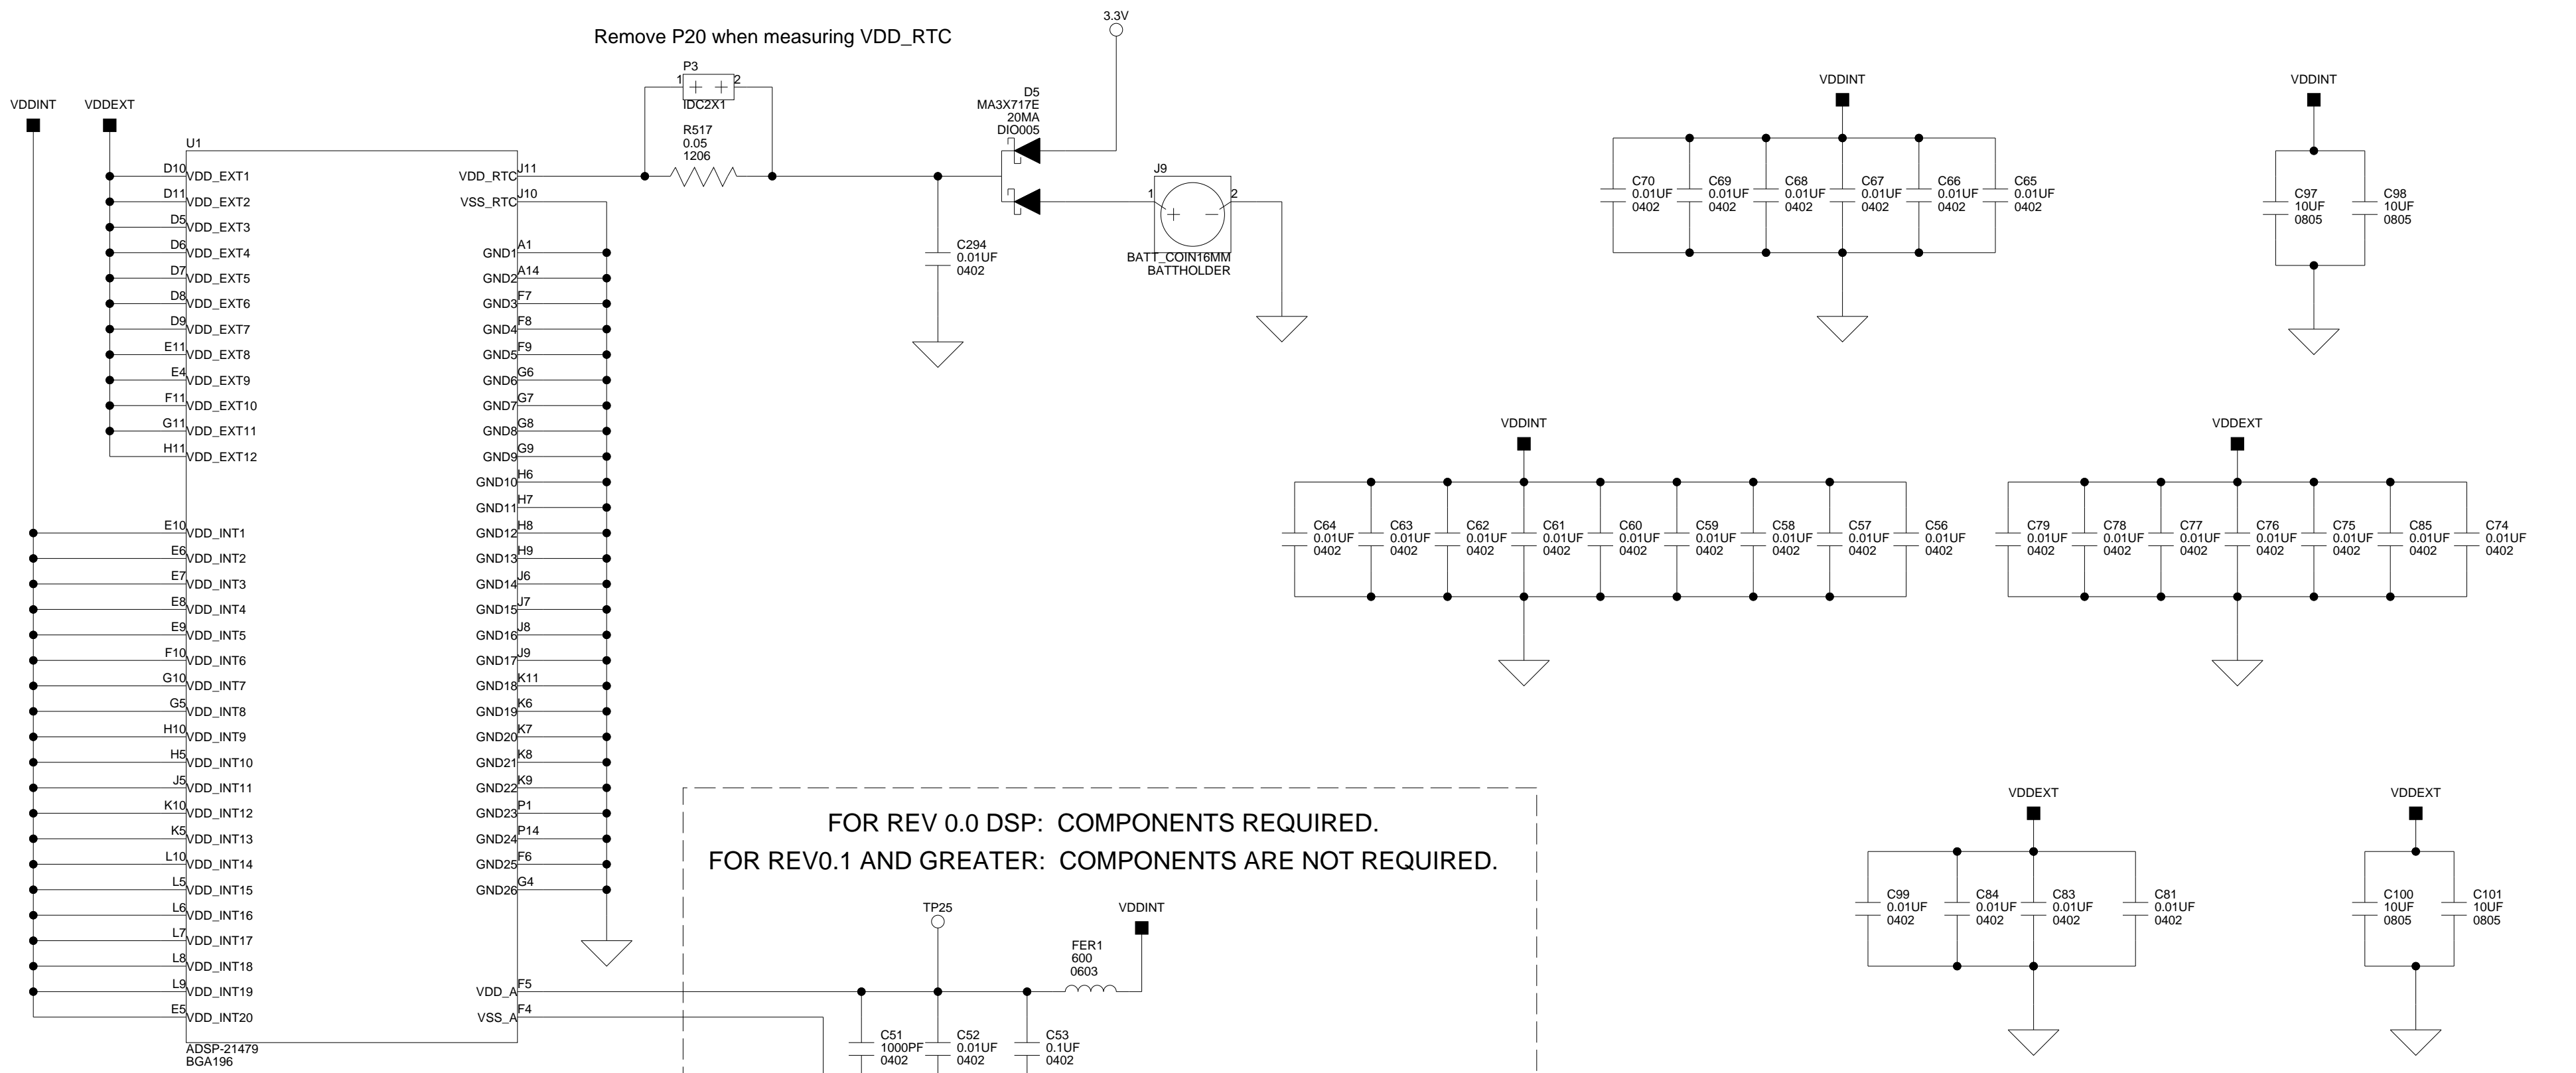 Remove P20 when measuring VDD_RTC
3.3V
P3
1
2
IDC2X1
R517
0.05
1206
D5
MA3X717E
20MA
DIO005
J9
1
2
BATT_COIN16MM
BATTHOLDER
C294
0.01UF
0402
VDDINT
VDDEXT
U1
D10 VDD_EXT1
D11 VDD_EXT2
D5 VDD_EXT3
D6 VDD_EXT4
D7 VDD_EXT5
D8 VDD_EXT6
D9 VDD_EXT7
E11 VDD_EXT8
E4 VDD_EXT9
F11 VDD_EXT10
G11 VDD_EXT11
H11 VDD_EXT12
E10 VDD_INT1
E6 VDD_INT2
E7 VDD_INT3
E8 VDD_INT4
E9 VDD_INT5
F10 VDD_INT6
G10 VDD_INT7
G5 VDD_INT8
H10 VDD_INT9
H5 VDD_INT10
J5 VDD_INT11
K10 VDD_INT12
K5 VDD_INT13
L10 VDD_INT14
L5 VDD_INT15
L6 VDD_INT16
L7 VDD_INT17
L8 VDD_INT18
L9 VDD_INT19
E5 VDD_INT20
VDD_RTC J11
VSS_RTC J10
GND1 A1
GND2 A14
GND3 F7
GND4 F8
GND5 F9
GND6 G6
GND7 G7
GND8 G8
GND9 G9
GND10 H6
GND11 H7
GND12 H8
GND13 H9
GND14 J6
GND15 J7
GND16 J8
GND17 J9
GND18 K11
GND19 K6
GND20 K7
GND21 K8
GND22 K9
GND23 P1
GND24 P14
GND25 F6
GND26 G4
VDD_A F5
VSS_A F4
ADSP-21479
BGA196
VDDINT
C70 C69 C68 C67 C66 C65
0.01UF 0.01UF 0.01UF 0.01UF 0.01UF 0.01UF
0402 0402 0402 0402 0402 0402
VDDINT
C97 C98
10UF 10UF
0805 0805
VDDINT
C64 C63 C62 C61 C60 C59 C58 C57 C56
0.01UF 0.01UF 0.01UF 0.01UF 0.01UF 0.01UF 0.01UF 0.01UF 0.01UF
0402 0402 0402 0402 0402 0402 0402 0402 0402
VDDEXT
C79 C78 C77 C76 C75 C85 C74
0.01UF 0.01UF 0.01UF 0.01UF 0.01UF 0.01UF 0.01UF
0402 0402 0402 0402 0402 0402 0402
FOR REV 0.0 DSP: COMPONENTS REQUIRED.
FOR REV0.1 AND GREATER: COMPONENTS ARE NOT REQUIRED.
TP25
VDDINT
FER1
600
0603
C51 C52 C53
1000PF 0.01UF 0.1UF
0402 0402 0402
VDDEXT
C99 C84 C83 C81
0.01UF 0.01UF 0.01UF 0.01UF
0402 0402 0402 0402
VDDEXT
C100 C101
10UF 10UF
0805 0805